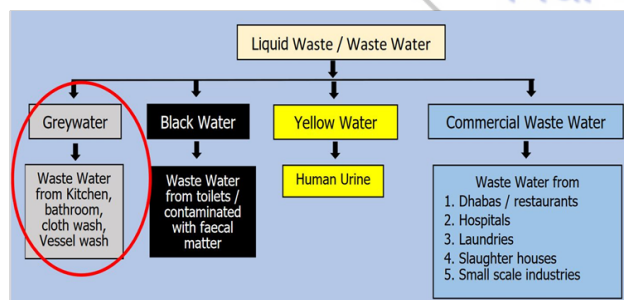 Liquid Waste / Waste Water
Greywater
Black Water
Yellow Water
Commercial Waste Water
Waste Water
from Kitchen,
bathroom,
cloth wash,
Vessel wash
Waste Water
from toilets /
contaminated
with faecal
matter
Human Urine
Waste Water from
1. Dhabas / restaurants
2. Hospitals
3. Laundries
4. Slaughter houses
5. Small scale industries